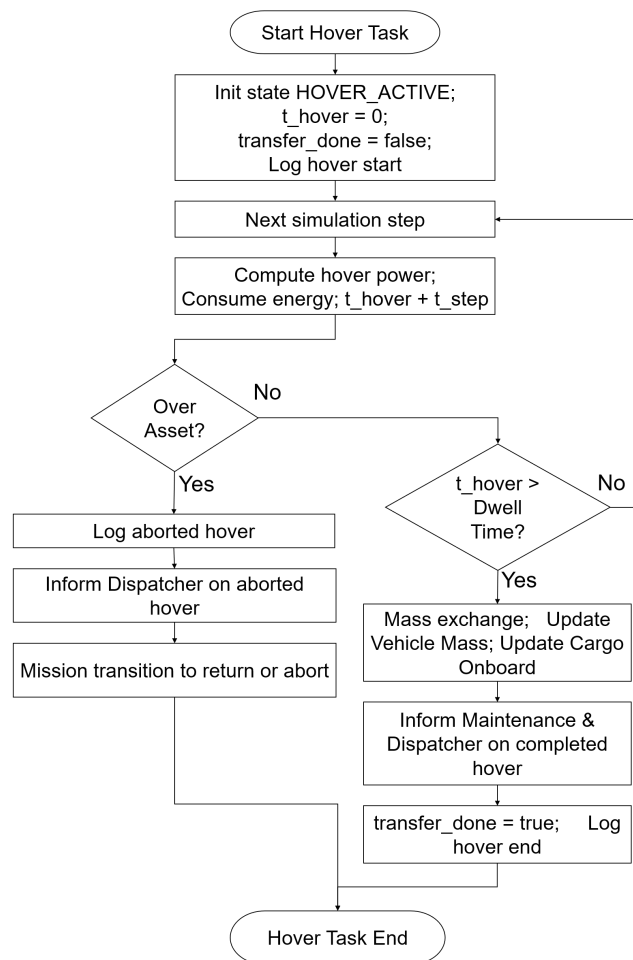 Start Hover Task
Init state HOVER_ACTIVE;
t_hover = 0;
transfer_done = false;
Log hover start
Next simulation step
Compute hover power;
Consume energy; t_hover + t_step
Over
Asset?
No
Yes
t_hover >
Dwell
Time?
No
Yes
Log aborted hover
Inform Dispatcher on aborted
hover
Mission transition to return or abort
Mass exchange; Update
Vehicle Mass; Update Cargo
Onboard
Inform Maintenance &
Dispatcher on completed
hover
transfer_done = true; Log
hover end
Hover Task End